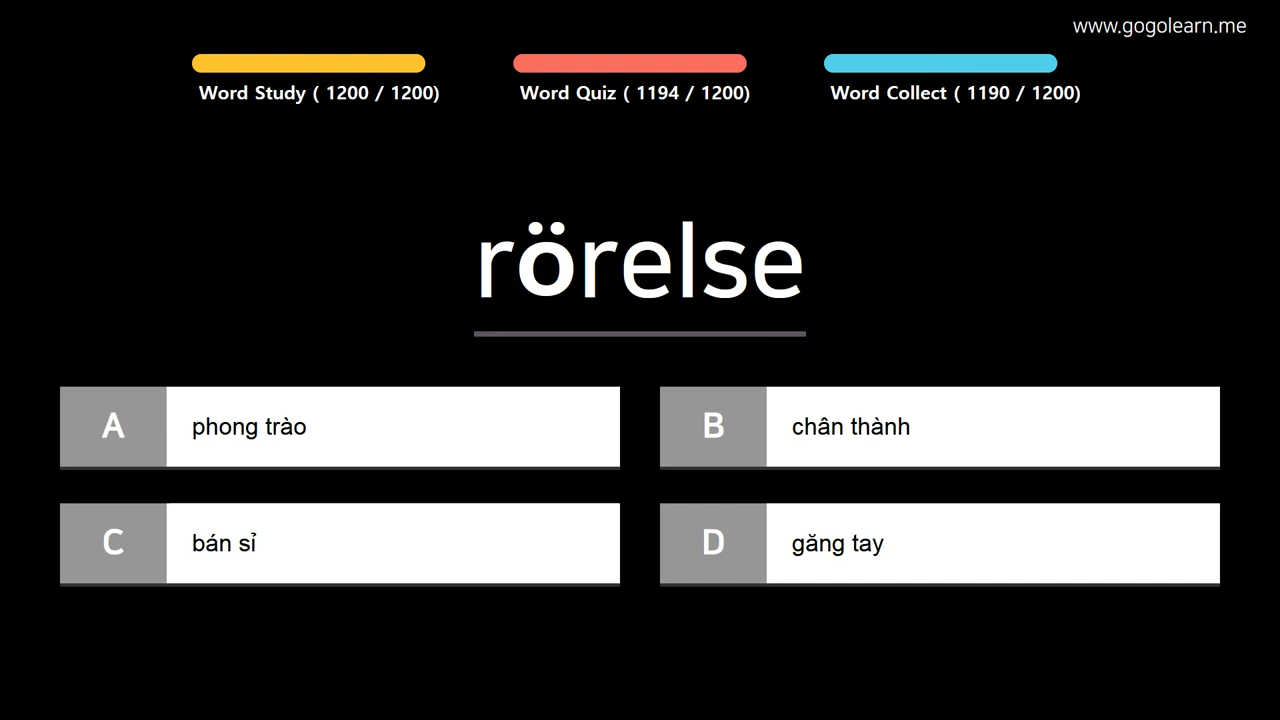 www.gogolearn.me
Word Study ( 1200 / 1200)
Word Quiz ( 1194 / 1200)
Word Collect ( 1190 / 1200)
rörelse
A phong trào
B chân thành
C bán sỉ
D găng tay